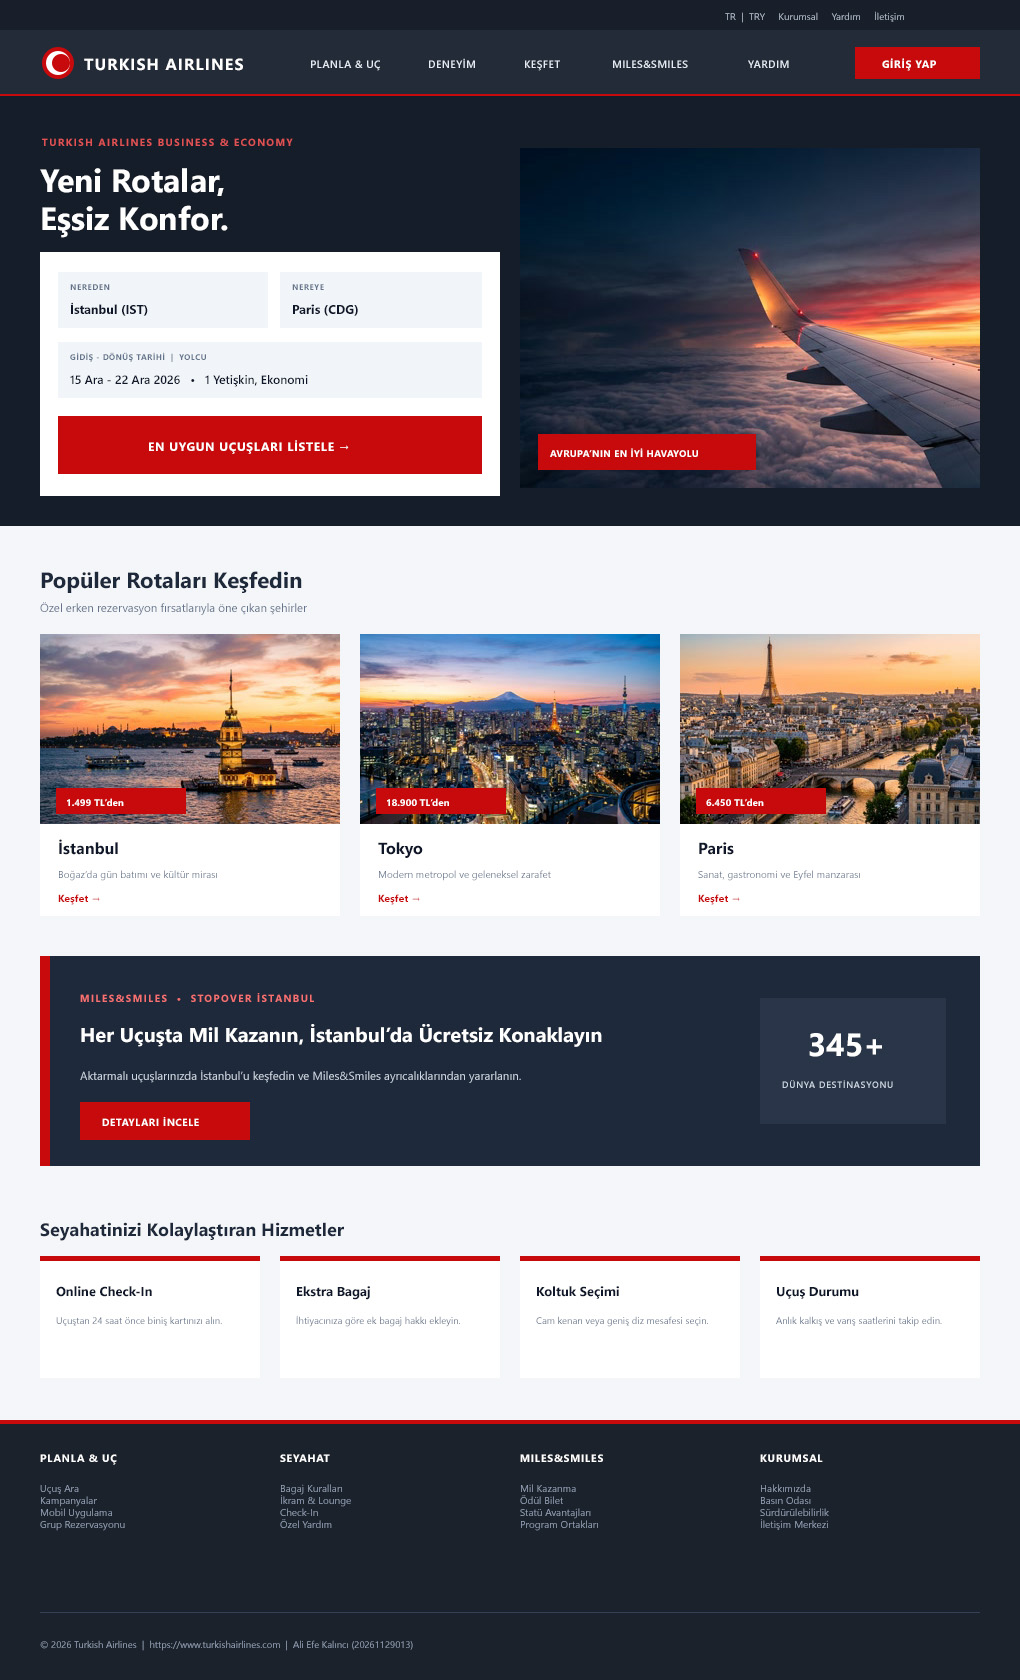 TR | TRY Kurumsal Yardım İletişim
TURKISH AIRLINES PLANLA & UÇ DENEYİM KEŞFET MILES&SMILES YARDIM GİRİŞ YAP
TURKISH AIRLINES BUSINESS & ECONOMY
Yeni Rotalar,
Eşsiz Konfor.
NEREDEN
İstanbul (IST)
NEREYE
Paris (CDG)
GİDİŞ - DÖNÜŞ TARİHİ | YOLCU
15 Ara - 22 Ara 2026 • 1 Yetişkin, Ekonomi
EN UYGUN UÇUŞLARI LİSTELE →
AVRUPA'NIN EN İYİ HAVAYOLU
Popüler Rotaları Keşfedin
Özel erken rezervasyon fırsatlarıyla öne çıkan şehirler
1.499 TL'den
İstanbul
Boğaz'da gün batımı ve kültür mirası
Keşfet →
18.900 TL'den
Tokyo
Modern metropol ve geleneksel zarafet
Keşfet →
6.450 TL'den
Paris
Sanat, gastronomi ve Eyfel manzarası
Keşfet →
MILES&SMILES • STOPOVER İSTANBUL
Her Uçuşta Mil Kazanın, İstanbul'da Ücretsiz Konaklayın
Aktarmalı uçuşlarınızda İstanbul'u keşfedin ve Miles&Smiles ayrıcalıklarından yararlanın.
DETAYLARI İNCELE
345+
DÜNYA DESTİNASYONU
Seyahatinizi Kolaylaştıran Hizmetler
Online Check-In
Uçuştan 24 saat önce biniş kartınızı alın.
Ekstra Bagaj
İhtiyacınıza göre ek bagaj hakkı ekleyin.
Koltuk Seçimi
Cam kenarı veya geniş diz mesafesi seçin.
Uçuş Durumu
Anlık kalkış ve varış saatlerini takip edin.
PLANLA & UÇ
Uçuş Ara
Kampanyalar
Mobil Uygulama
Grup Rezervasyonu
SEYAHAT
Bagaj Kuralları
İkram & Lounge
Check-In
Özel Yardım
MILES&SMILES
Mil Kazanma
Ödül Bilet
Statü Avantajları
Program Ortakları
KURUMSAL
Hakkımızda
Basın Odası
Sürdürülebilirlik
İletişim Merkezi
© 2026 Turkish Airlines | https://www.turkishairlines.com | Ali Efe Kalıncı (20261129013)